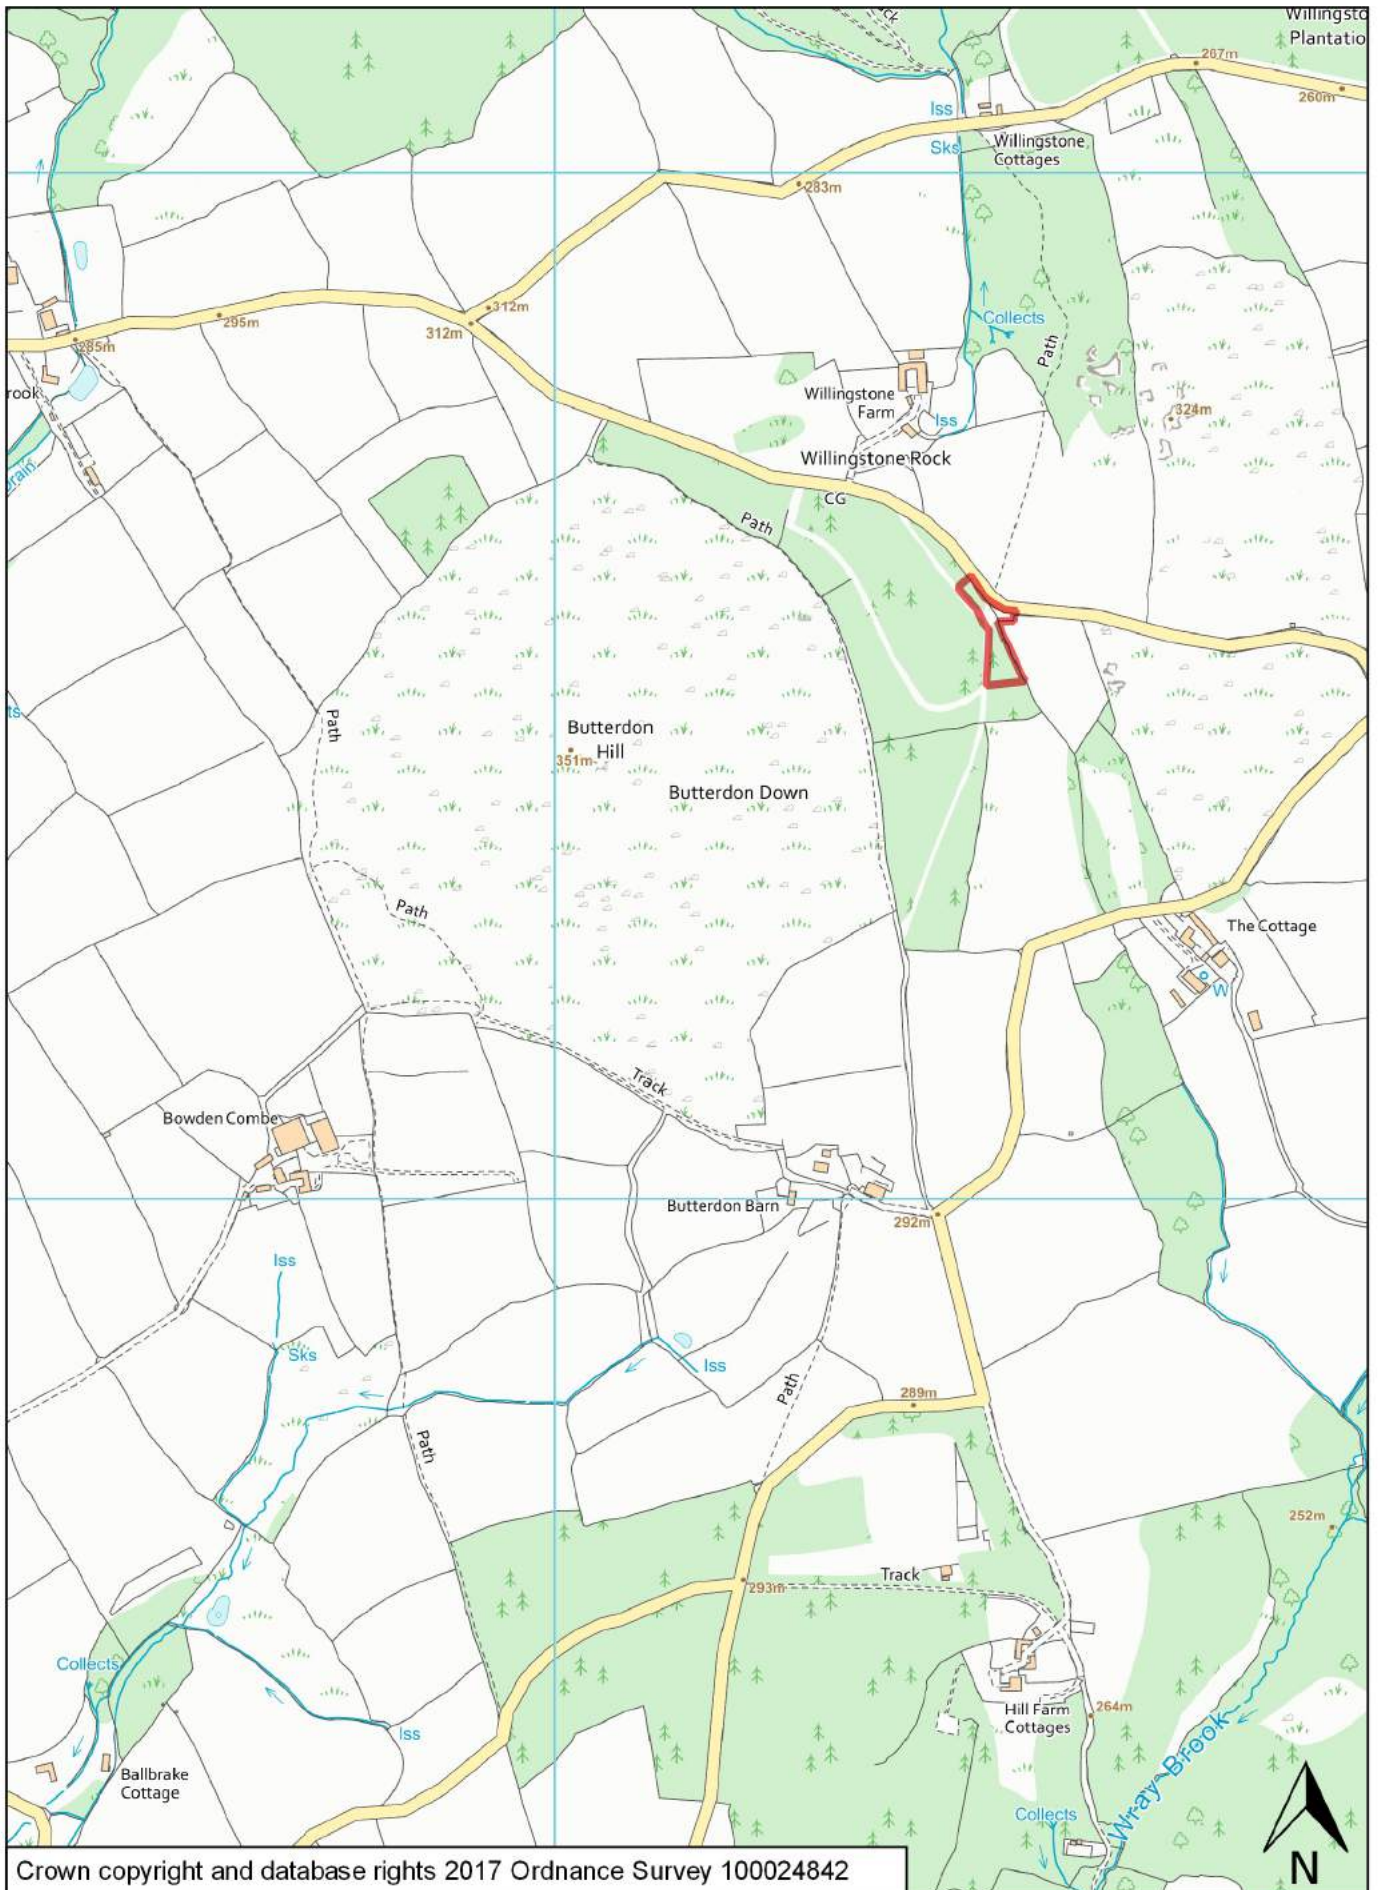 Willingsto
Plantatio
267m
260m
Iss
Sks
Willingstone
Cottages
283m
312m
312m
295m
285m
Collects
Path
Willingstone
Farm
Iss
324m
rook
Drain
Willingstone Rock
CG
Path
Path
Butterdon
Hill
351m
Butterdon Down
ts
Path
The Cottage
W
Track
Bowden Combe
Butterdon Barn
292m
Iss
Sks
Iss
289m
Path
Path
252m
Track
293m
Collects
Iss
Hill Farm
Cottages
264m
Wray Brook
Ballbrake
Cottage
Collects
N
Crown copyright and database rights 2017 Ordnance Survey 100024842